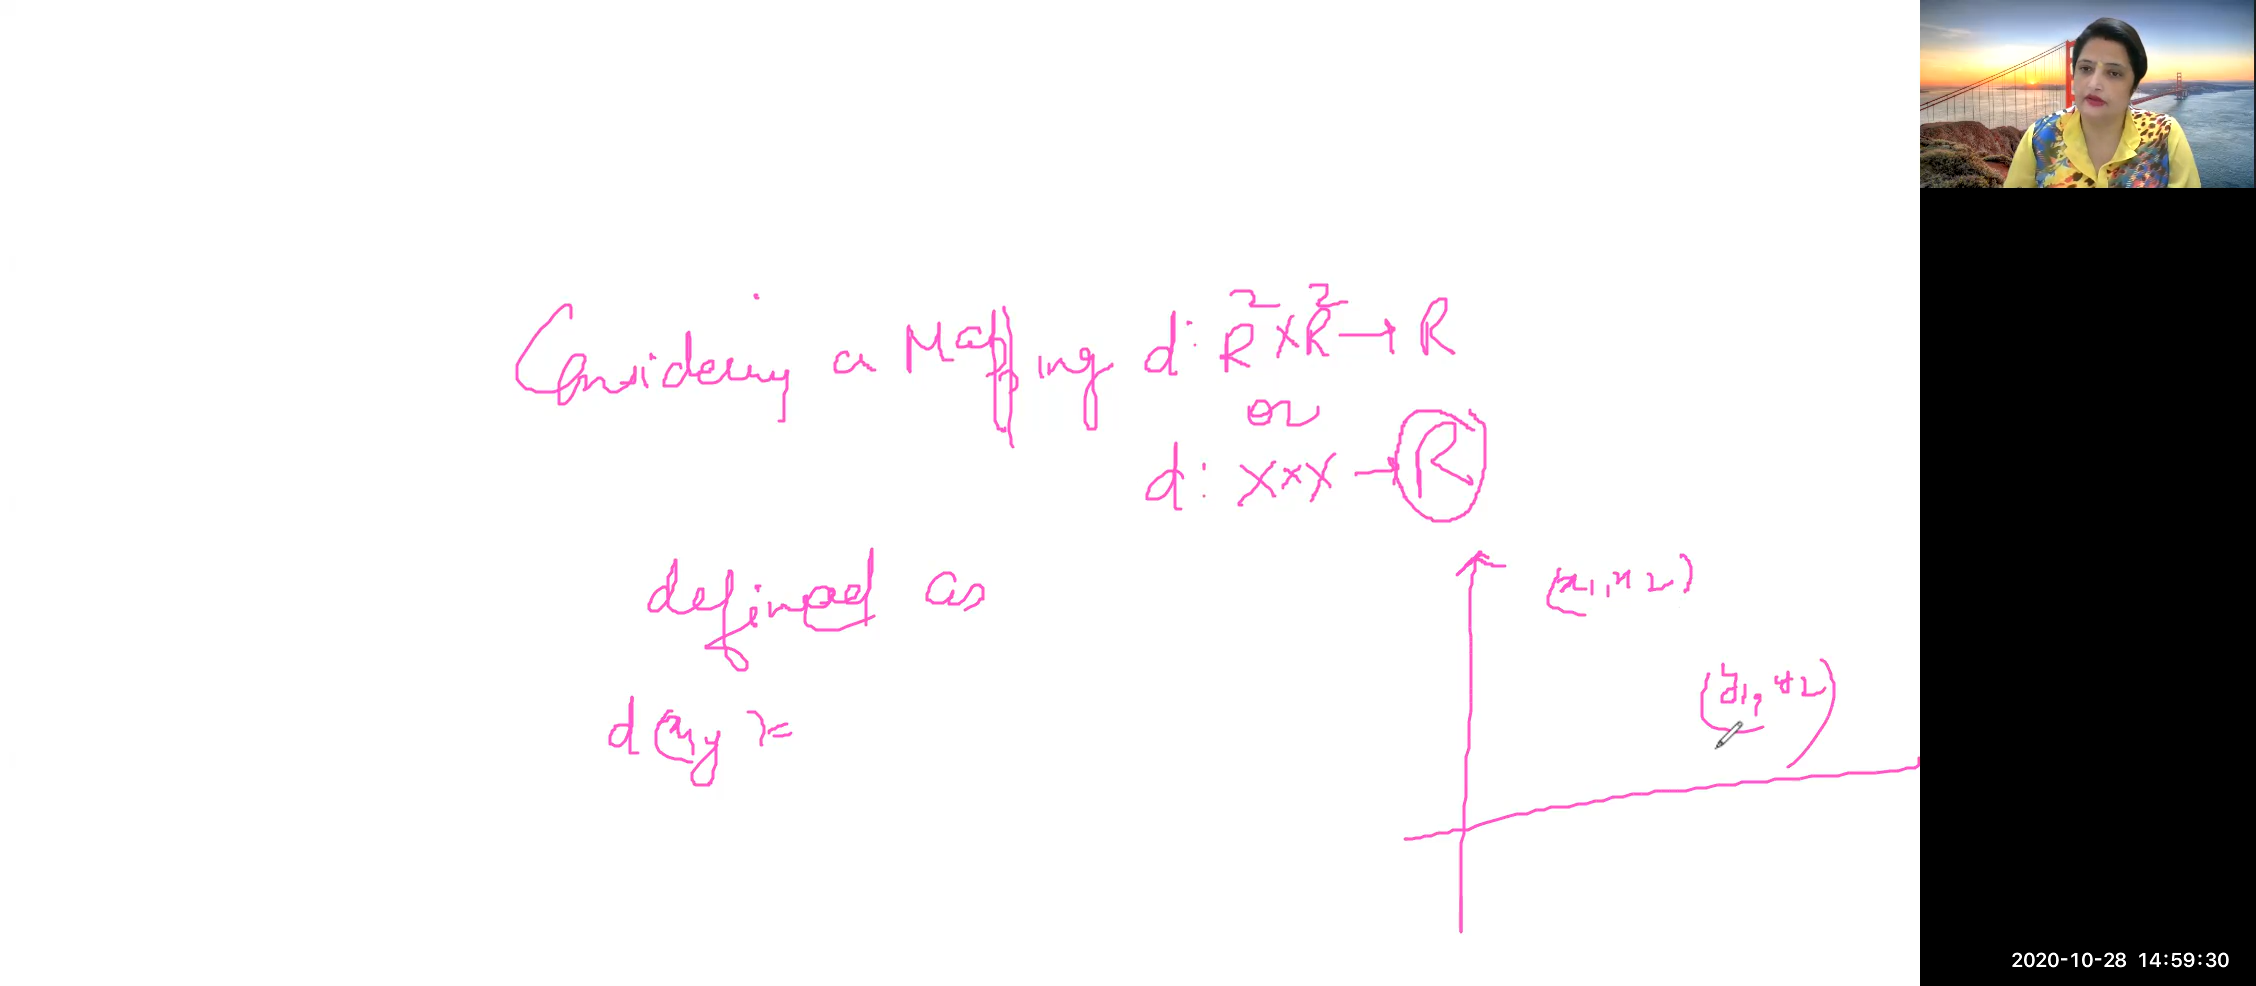 Considering a Mapping d: R²×R² → R
or
d: X×X → R
defined as
d(x,y)=
(x1,x2)
(y1,y2)
2020-10-28 14:59:30